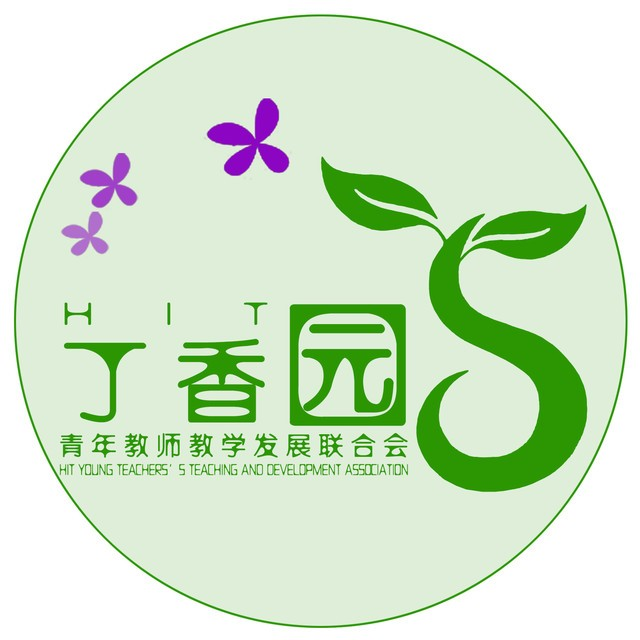 HIT
丁香园
青年教师教学发展联合会
HIT YOUNG TEACHERS'S TEACHING AND DEVELOPMENT ASSOCIATION